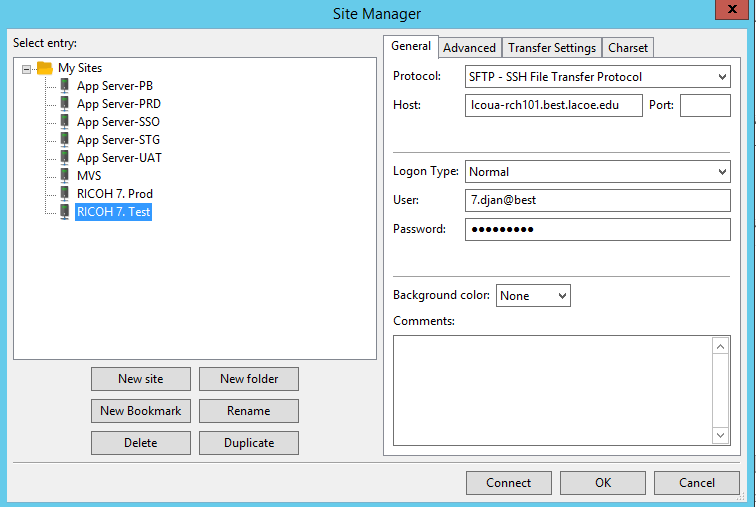 Site Manager
x
Select entry:
My Sites
App Server-PB
App Server-PRD
App Server-SSO
App Server-STG
App Server-UAT
MVS
RICOH 7. Prod
RICOH 7. Test
New site
New folder
New Bookmark
Rename
Delete
Duplicate
General
Advanced
Transfer Settings
Charset
Protocol:
SFTP - SSH File Transfer Protocol
Host:
lcoua-rch101.best.lacoe.edu
Port:
Logon Type:
Normal
User:
7.djan@best
Password:
●●●●●●●●●
Background color:
None
Comments:
Connect
OK
Cancel